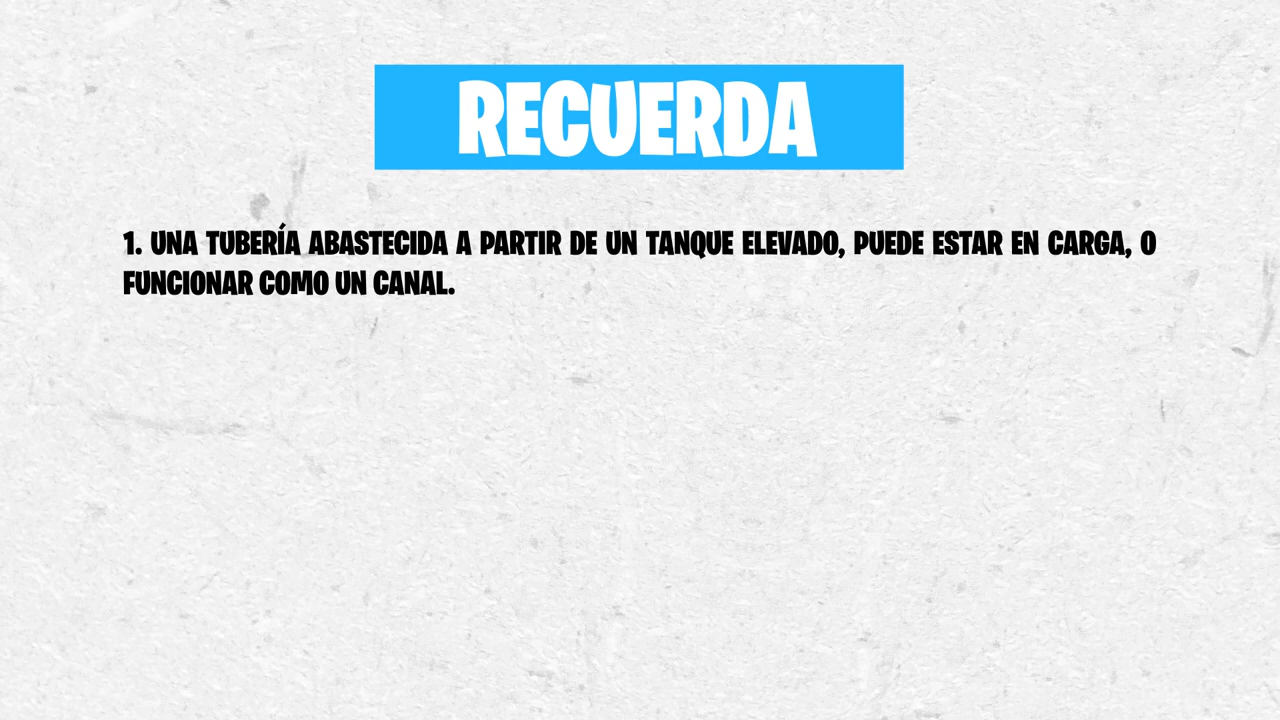 RECUERDA
1. UNA TUBERÍA ABASTECIDA A PARTIR DE UN TANQUE ELEVADO, PUEDE ESTAR EN CARGA, O
FUNCIONAR COMO UN CANAL.